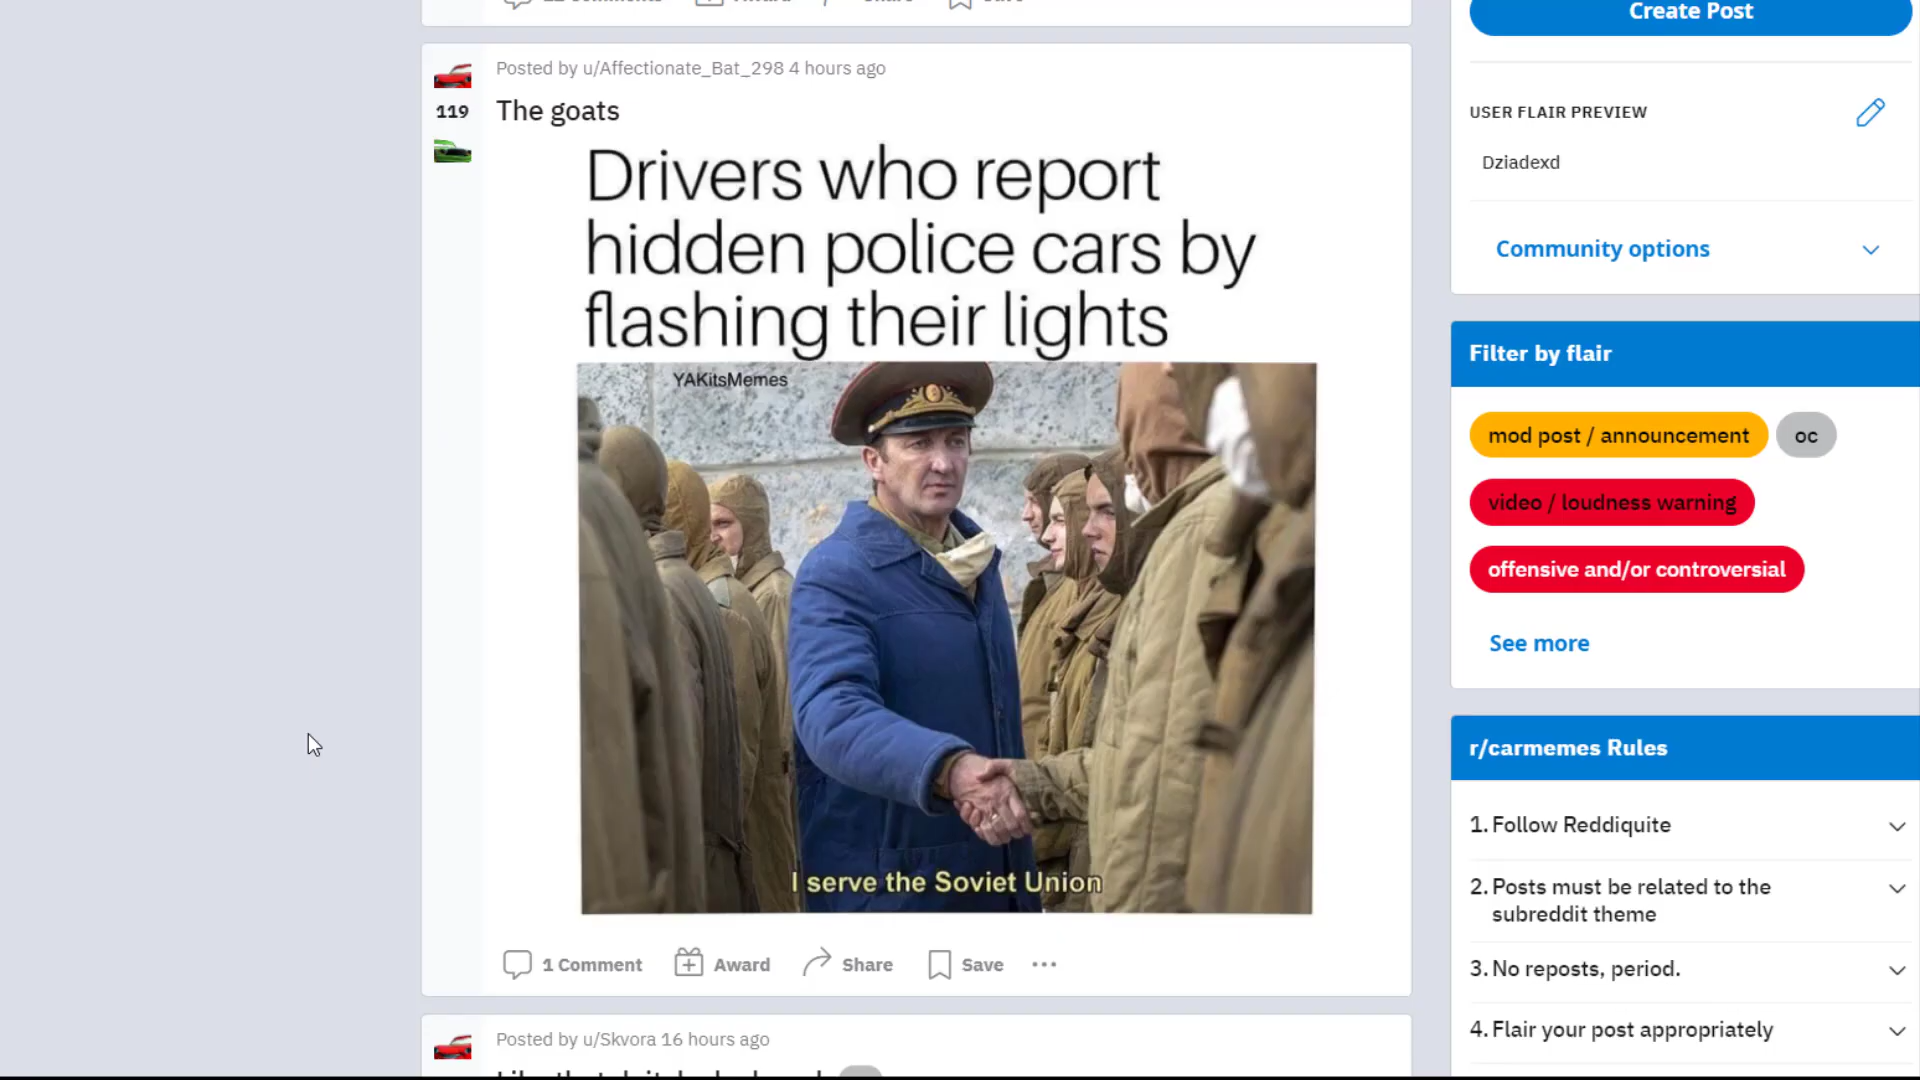 Create Post
Posted by u/Affectionate_Bat_298 4 hours ago
119
The goats
Drivers who report
hidden police cars by
flashing their lights
YAKitsMemes
I serve the Soviet Union
1 Comment
Award
Share
Save
Posted by u/Skvora 16 hours ago
USER FLAIR PREVIEW
Dziadexd
Community options
Filter by flair
mod post / announcement
oc
video / loudness warning
offensive and/or controversial
See more
r/carmemes Rules
1. Follow Reddiquite
2. Posts must be related to the
subreddit theme
3. No reposts, period.
4. Flair your post appropriately